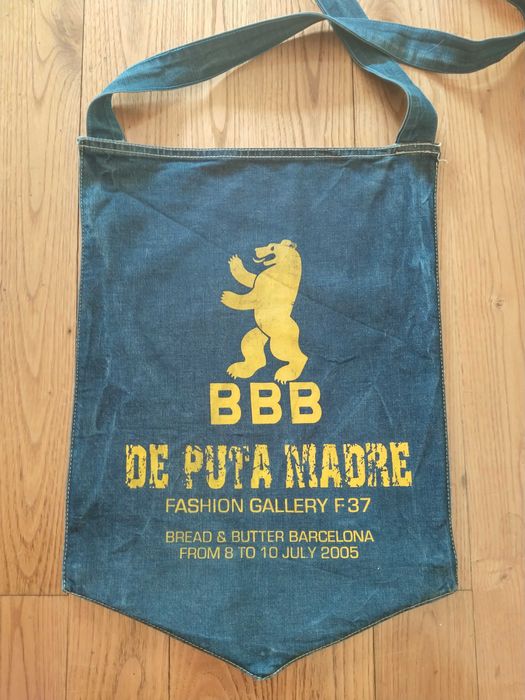 BBB
DE PUTA MADRE
FASHION GALLERY F37
BREAD & BUTTER BARCELONA
FROM 8 TO 10 JULY 2005